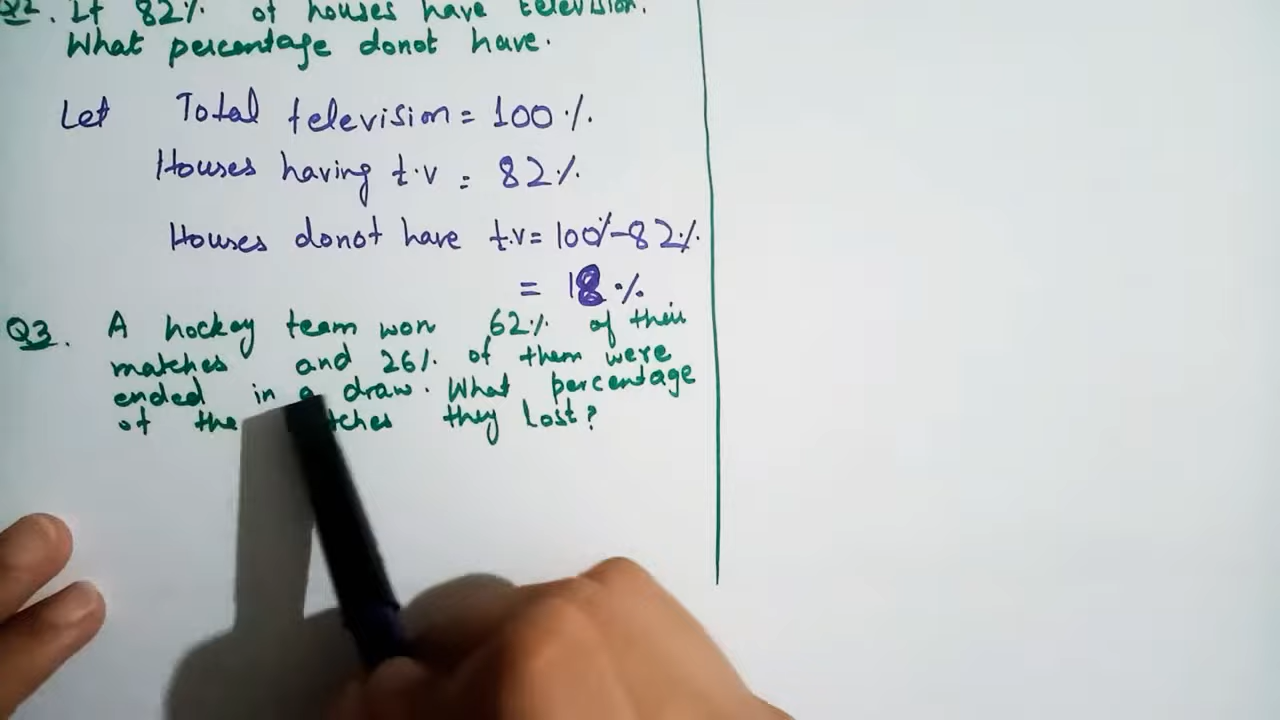 Q2. If 82% of houses have television.
What percentage donot have.
Let Total television = 100%.
Houses having t.v = 82%.
Houses donot have t.v = 100%-82%.
= 18%.
Q3. A hockey team won 62% of their
matches and 26% of them were
ended in a draw. What percentage
of the they Lost?